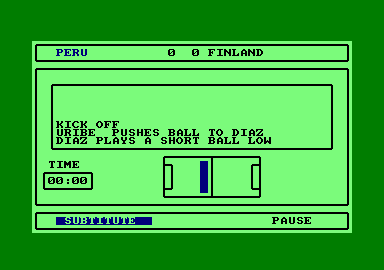 PERU 0 0 FINLAND
KICK OFF
URIBE PUSHES BALL TO DIAZ
DIAZ PLAYS A SHORT BALL LOW
TIME
00:00
SUBTITUTE PAUSE